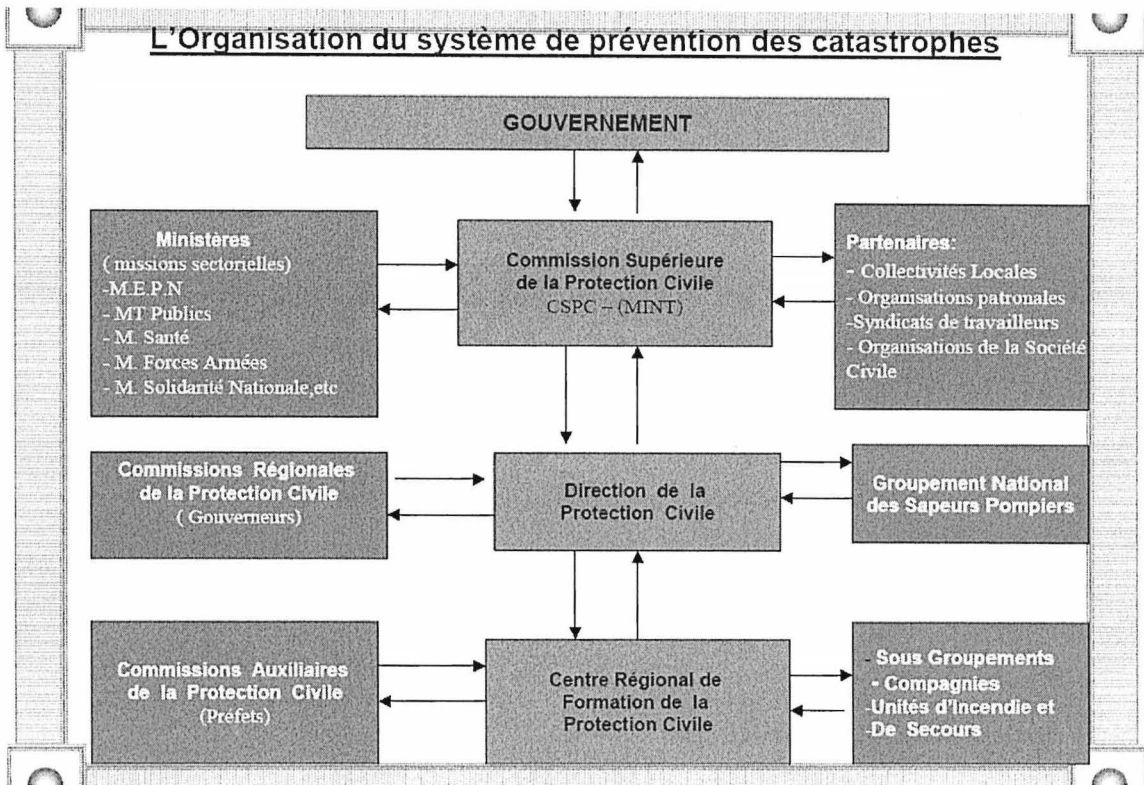 L'Organisation du système de prévention des catastrophes
GOUVERNEMENT
Ministères
( missions sectorielles)
-M.E.P.N
- MT Publics
- M. Santé
- M. Forces Armées
- M. Solidarité Nationale,etc
Commission Supérieure
de la Protection Civile
CSPC – (MINT)
Partenaires:
- Collectivités Locales
- Organisations patronales
-Syndicats de travailleurs
- Organisations de la Société
Civile
Commissions Régionales
de la Protection Civile
( Gouverneurs)
Direction de la
Protection Civile
Groupement National
des Sapeurs Pompiers
Commissions Auxiliaires
de la Protection Civile
(Préfets)
Centre Régional de
Formation de la
Protection Civile
- Sous Groupements
- Compagnies
-Unités d'Incendie et
-De Secours